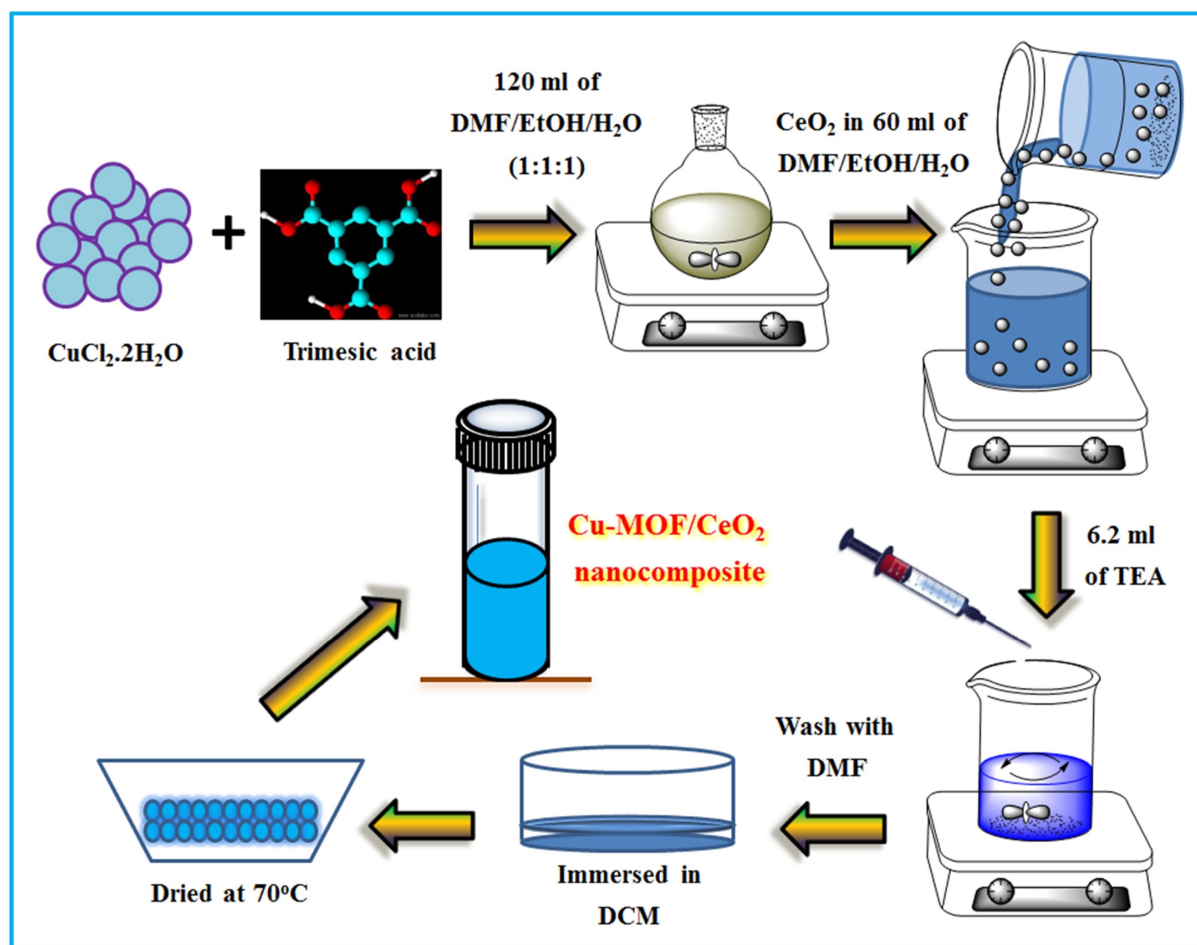 120 ml of
DMF/EtOH/H₂O
(1:1:1)
CeO₂ in 60 ml of
DMF/EtOH/H₂O
+
CuCl₂.2H₂O
Trimesic acid
Cu-MOF/CeO₂
nanocomposite
6.2 ml
of TEA
Wash with
DMF
Immersed in
DCM
Dried at 70°C